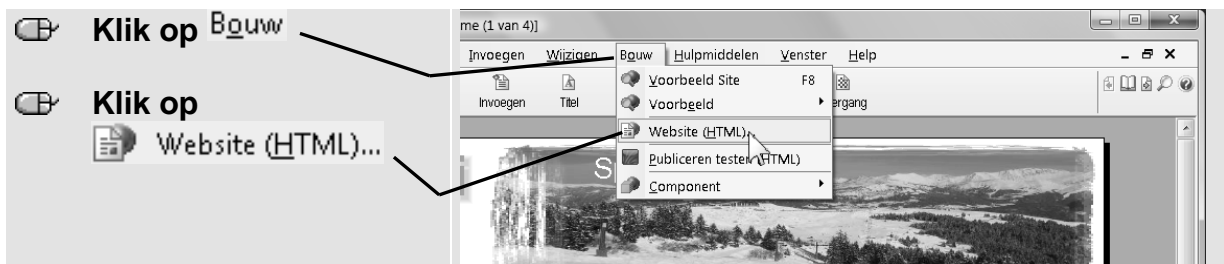 Klik op Bouw
Klik op
Website (HTML)...
me (1 van 4)]
Invoegen Wijzigen Bouw Hulpmiddelen Venster Help
Invoegen Titel ergang
Voorbeeld Site F8
Voorbeeld
Website (HTML)...
Publiceren testen (HTML)
Component
S